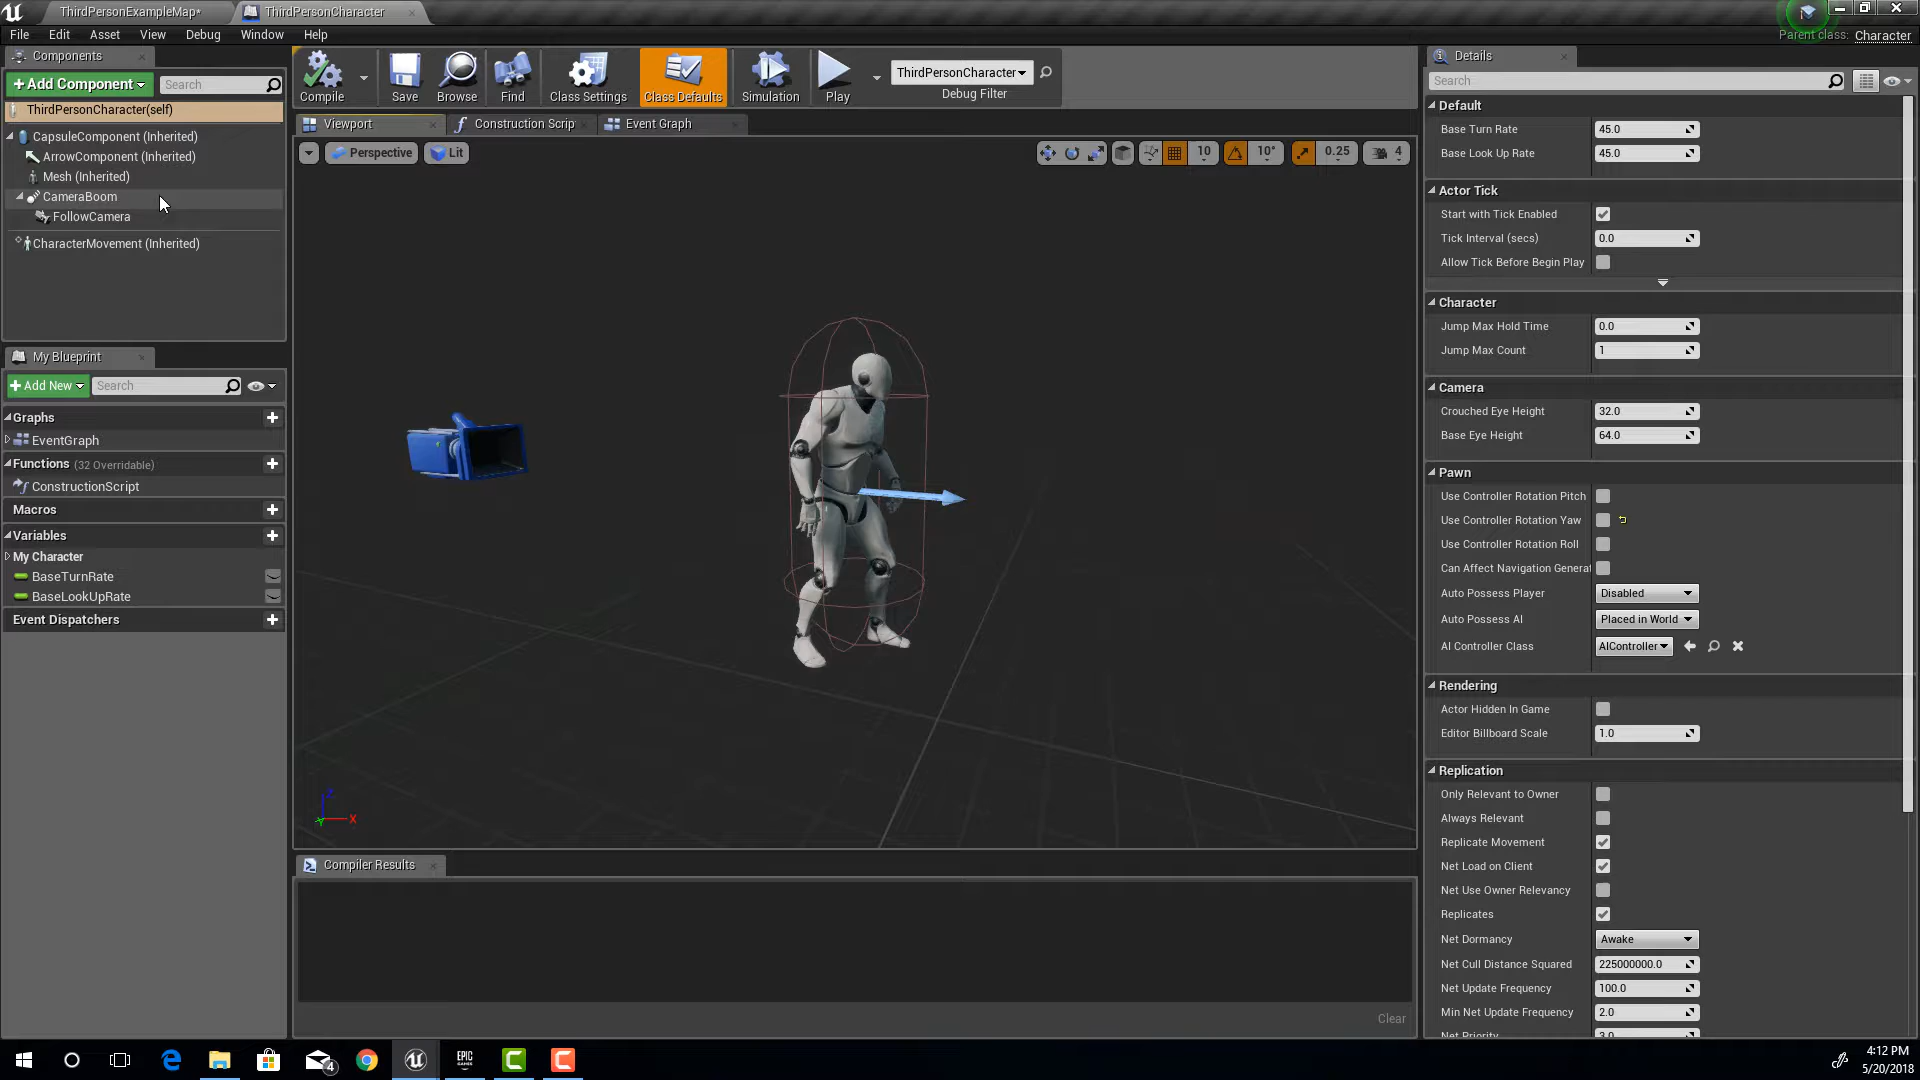 ThirdPersonExampleMap*
ThirdPersonCharacter
File Edit Asset View Debug Window Help
Parent class: Character
Components
+Add Component
Search
ThirdPersonCharacter(self)
CapsuleComponent (Inherited)
ArrowComponent (Inherited)
Mesh (Inherited)
CameraBoom
FollowCamera
CharacterMovement (Inherited)
My Blueprint
+Add New
Search
Graphs
EventGraph
Functions (32 Overridable)
ConstructionScript
Macros
Variables
My Character
BaseTurnRate
BaseLookUpRate
Event Dispatchers
Compile Save Browse Find Class Settings Class Defaults Simulation Play
ThirdPersonCharacter
Debug Filter
Viewport
Construction Scrip
Event Graph
Perspective
Lit
10
10°
0.25
4
Z
X
Y
Compiler Results
Clear
Details
Search
Default
Base Turn Rate 45.0
Base Look Up Rate 45.0
Actor Tick
Start with Tick Enabled
Tick Interval (secs) 0.0
Allow Tick Before Begin Play
Character
Jump Max Hold Time 0.0
Jump Max Count 1
Camera
Crouched Eye Height 32.0
Base Eye Height 64.0
Pawn
Use Controller Rotation Pitch
Use Controller Rotation Yaw
Use Controller Rotation Roll
Can Affect Navigation Generat
Auto Possess Player Disabled
Auto Possess AI Placed in World
AI Controller Class AIController
Rendering
Actor Hidden In Game
Editor Billboard Scale 1.0
Replication
Only Relevant to Owner
Always Relevant
Replicate Movement
Net Load on Client
Net Use Owner Relevancy
Replicates
Net Dormancy Awake
Net Cull Distance Squared 225000000.0
Net Update Frequency 100.0
Min Net Update Frequency 2.0
Net Priority 3.0
4
EPIC
GAMES
4:12 PM
5/20/2018